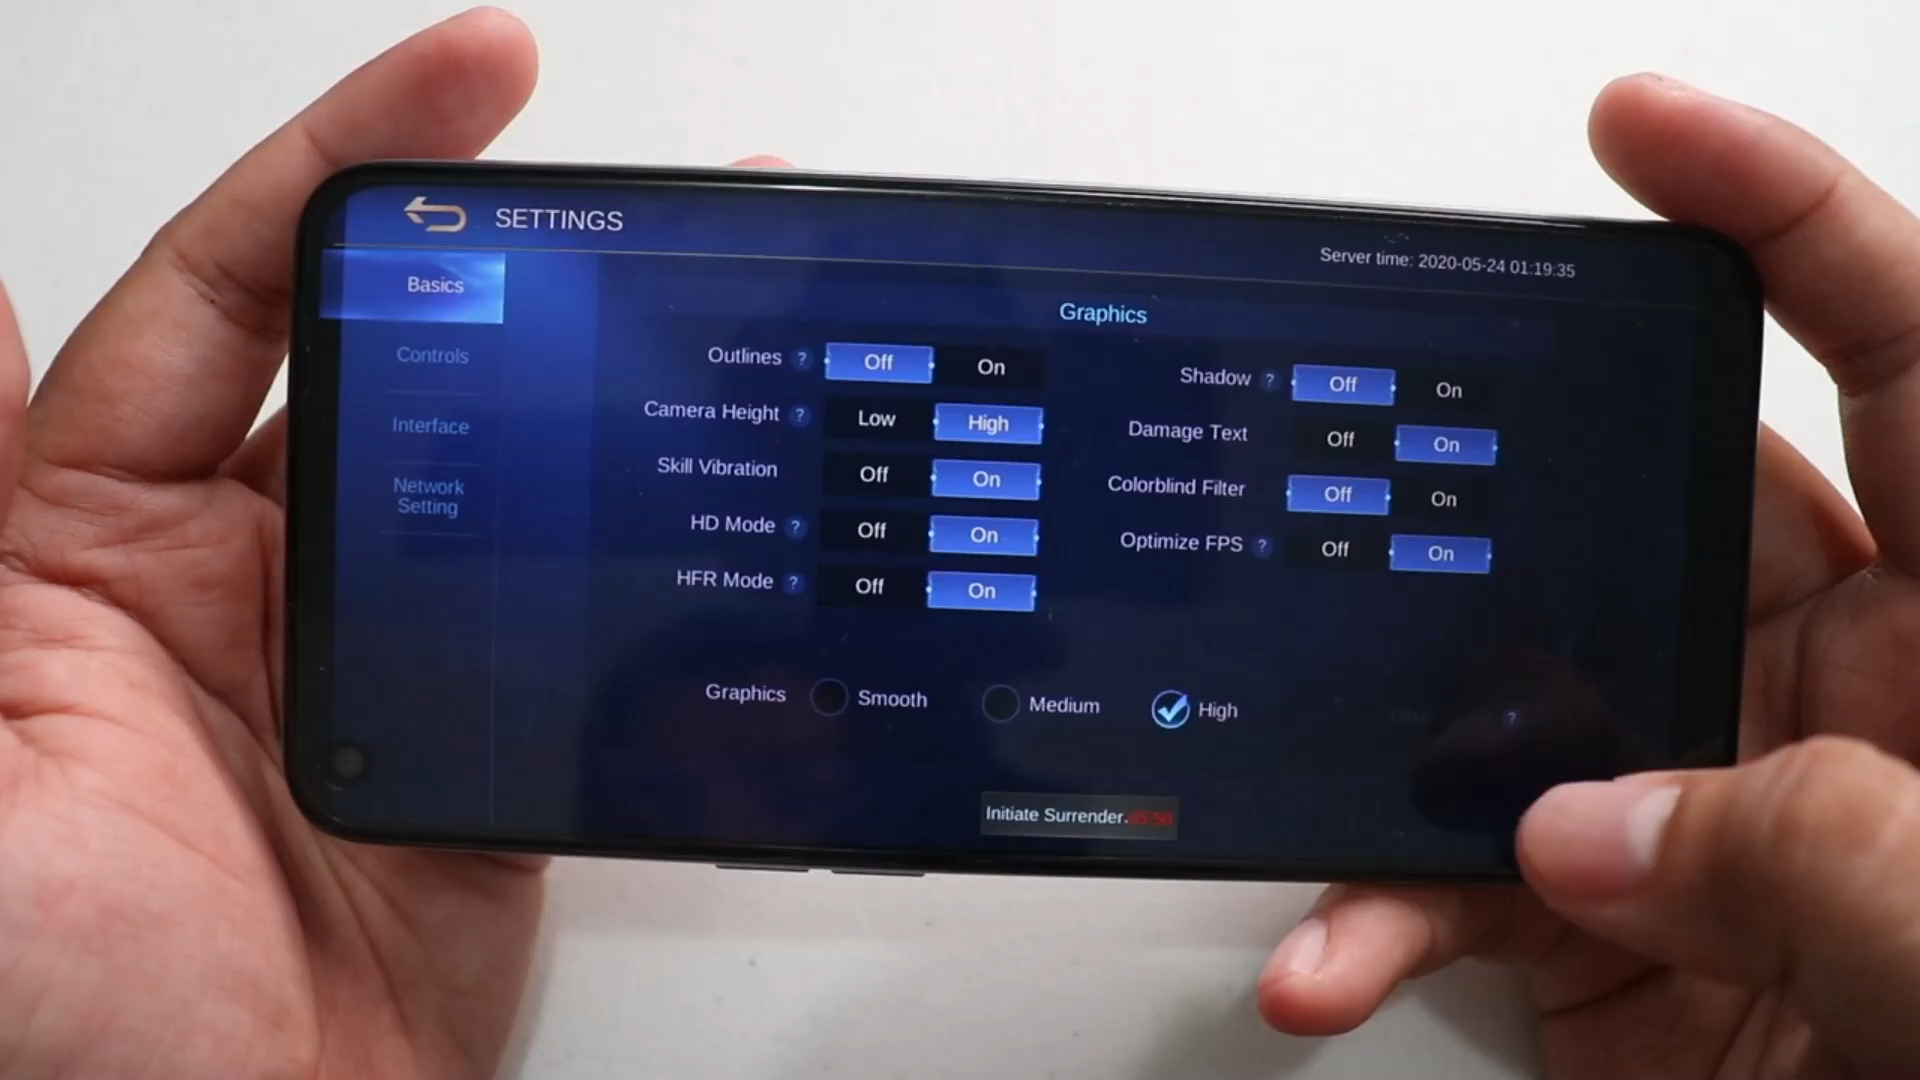 SETTINGS
Server time: 2020-05-24 01:19:35
Basics
Controls
Interface
Network
Setting
Graphics
Outlines ? Off On
Shadow ? Off On
Camera Height ? Low High
Damage Text Off On
Skill Vibration Off On
Colorblind Filter Off On
HD Mode ? Off On
Optimize FPS ? Off On
HFR Mode ? Off On
Graphics Smooth Medium High ?
Initiate Surrender.